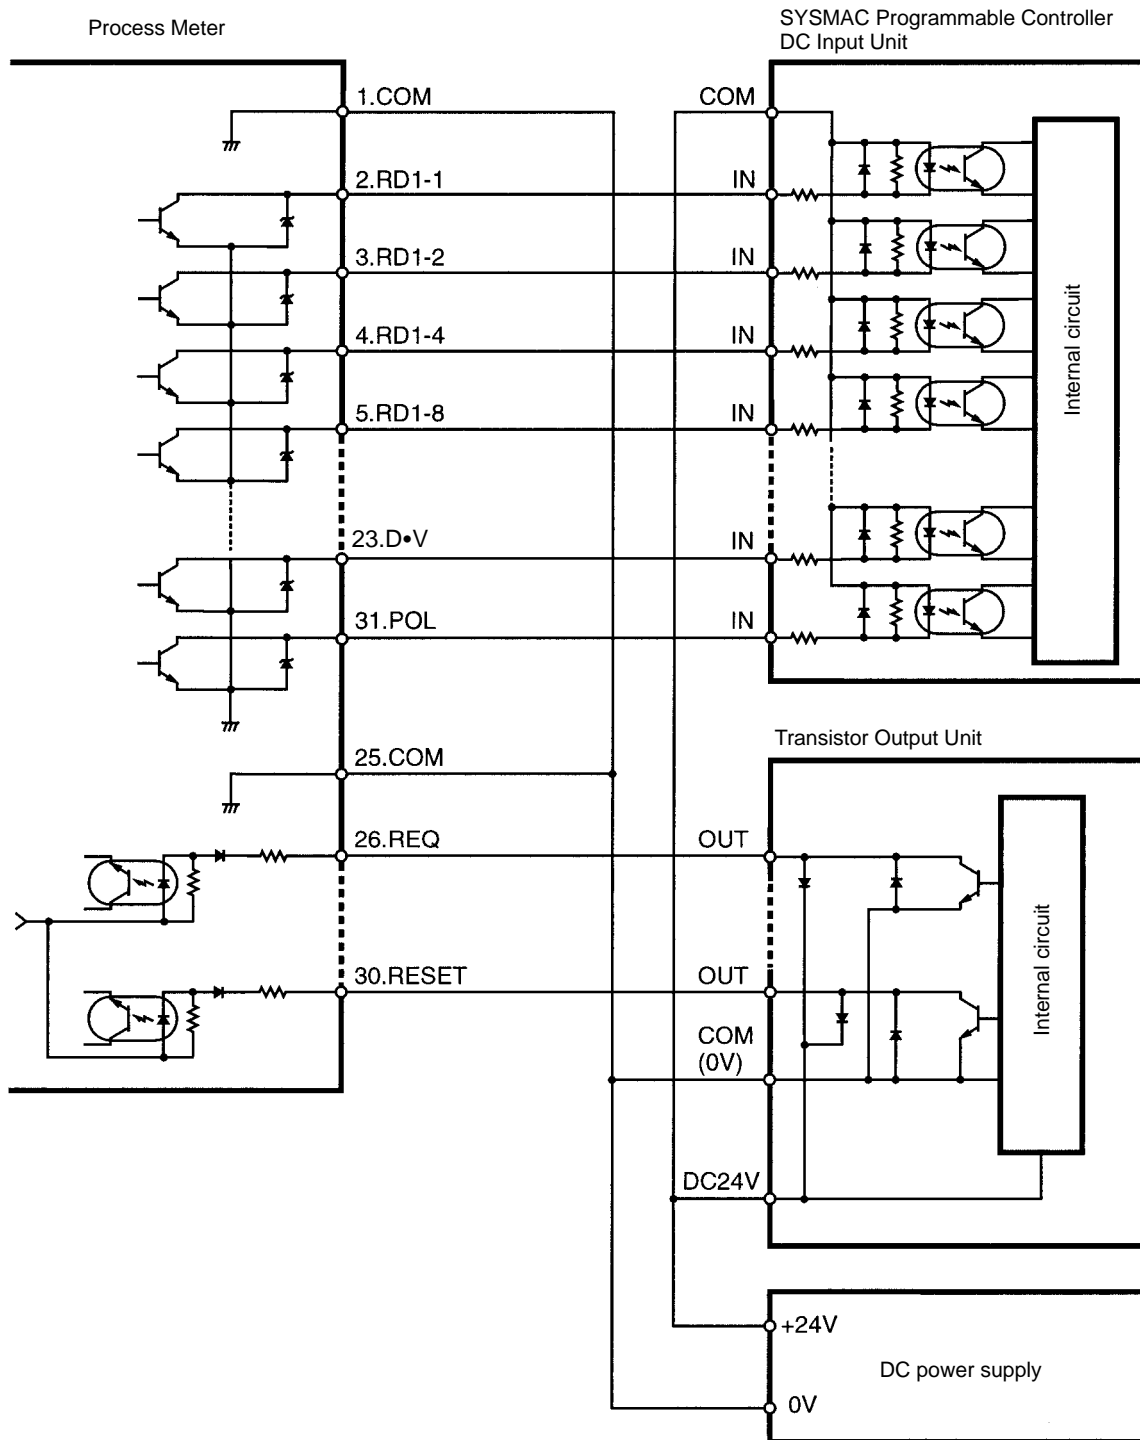 Process Meter
SYSMAC Programmable Controller
DC Input Unit
1.COM
COM
2.RD1-1
IN
3.RD1-2
IN
4.RD1-4
IN
5.RD1-8
IN
Internal circuit
23.D•V
IN
31.POL
IN
Transistor Output Unit
25.COM
26.REQ
OUT
30.RESET
OUT
COM
(0V)
Internal circuit
DC24V
+24V
DC power supply
0V